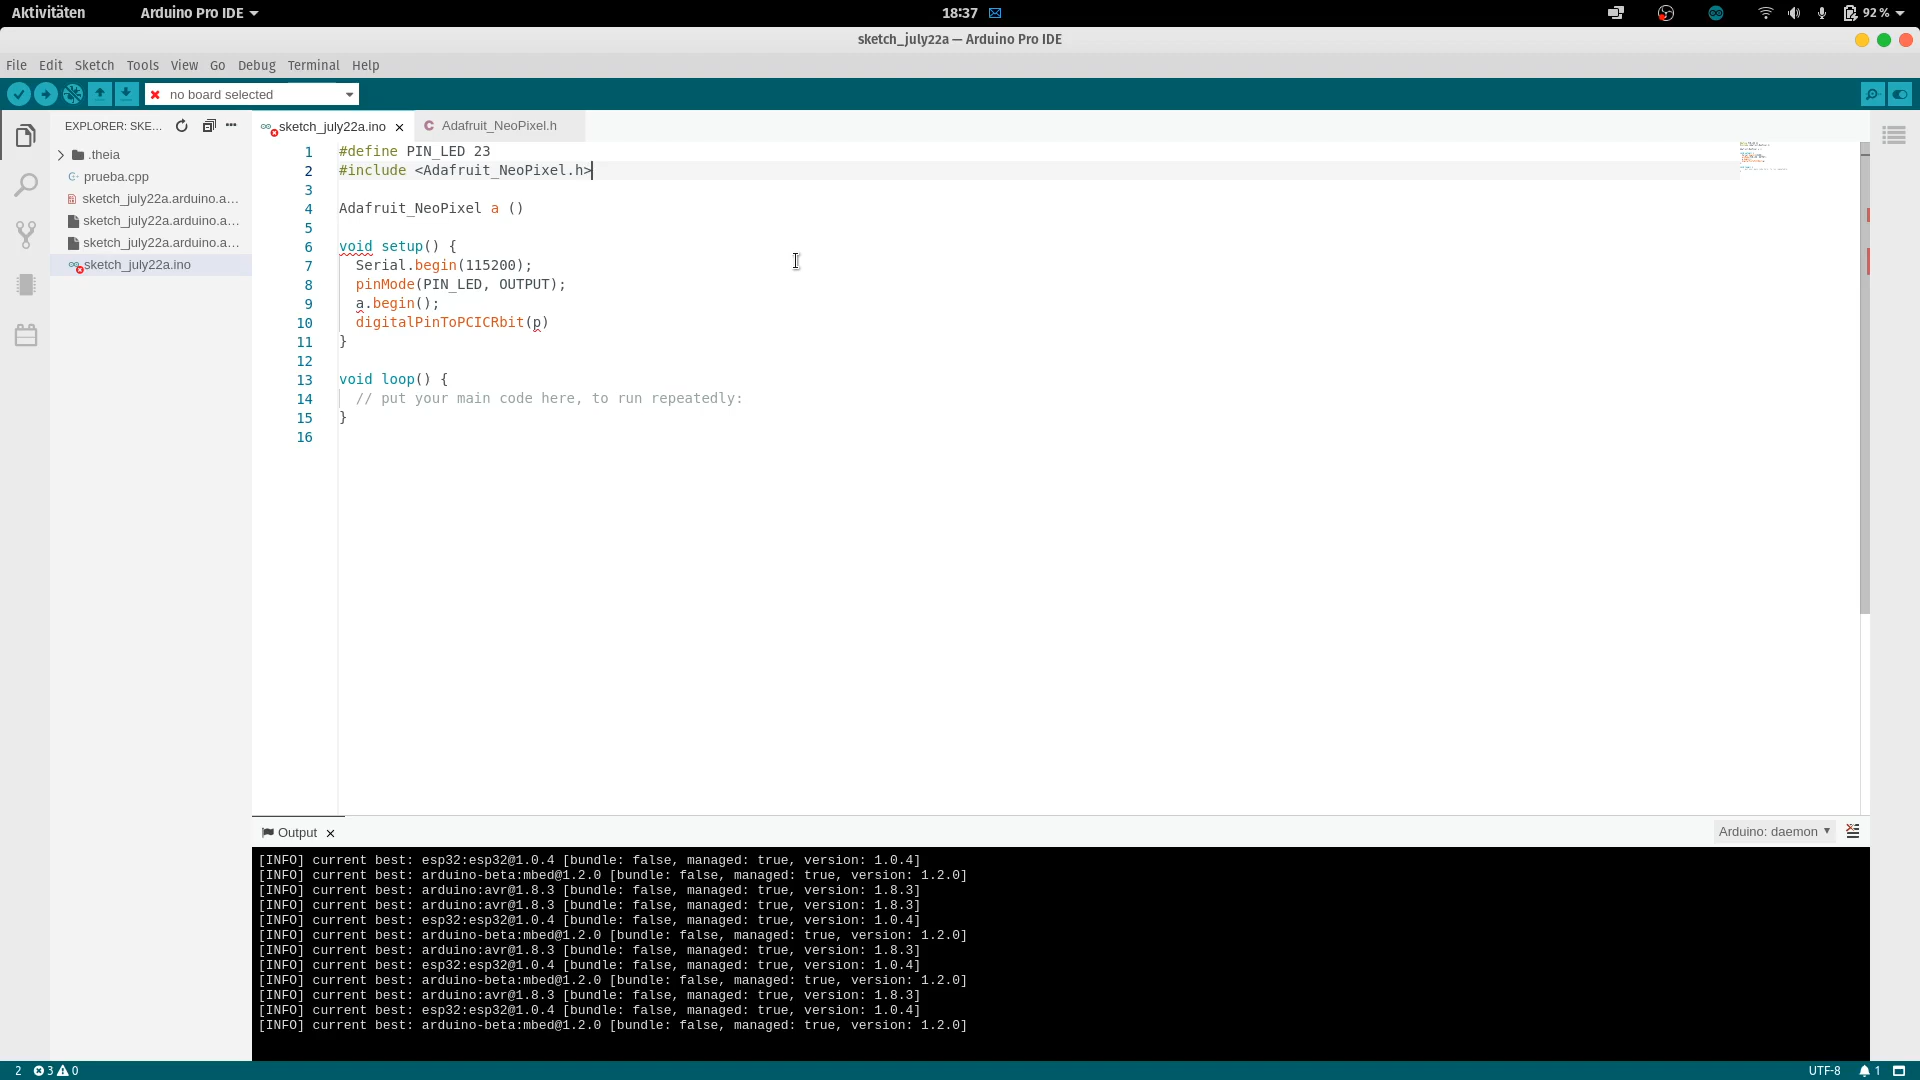 Aktivitäten
Arduino Pro IDE
18:37
92 %
sketch_july22a — Arduino Pro IDE
File Edit Sketch Tools View Go Debug Terminal Help
no board selected
EXPLORER: SKE...
sketch_july22a.ino
Adafruit_NeoPixel.h
.theia
prueba.cpp
sketch_july22a.arduino.a...
sketch_july22a.arduino.a...
sketch_july22a.arduino.a...
sketch_july22a.ino
1 #define PIN_LED 23
2 #include <Adafruit_NeoPixel.h>
3
4 Adafruit_NeoPixel a ()
5
6 void setup() {
7 Serial.begin(115200);
8 pinMode(PIN_LED, OUTPUT);
9 a.begin();
10 digitalPinToPCICRbit(p)
11 }
12
13 void loop() {
14 // put your main code here, to run repeatedly:
15 }
16
Output
Arduino: daemon
[INFO] current best: esp32:esp32@1.0.4 [bundle: false, managed: true, version: 1.0.4]
[INFO] current best: arduino-beta:mbed@1.2.0 [bundle: false, managed: true, version: 1.2.0]
[INFO] current best: arduino:avr@1.8.3 [bundle: false, managed: true, version: 1.8.3]
[INFO] current best: arduino:avr@1.8.3 [bundle: false, managed: true, version: 1.8.3]
[INFO] current best: esp32:esp32@1.0.4 [bundle: false, managed: true, version: 1.0.4]
[INFO] current best: arduino-beta:mbed@1.2.0 [bundle: false, managed: true, version: 1.2.0]
[INFO] current best: arduino:avr@1.8.3 [bundle: false, managed: true, version: 1.8.3]
[INFO] current best: esp32:esp32@1.0.4 [bundle: false, managed: true, version: 1.0.4]
[INFO] current best: arduino-beta:mbed@1.2.0 [bundle: false, managed: true, version: 1.2.0]
[INFO] current best: arduino:avr@1.8.3 [bundle: false, managed: true, version: 1.8.3]
[INFO] current best: esp32:esp32@1.0.4 [bundle: false, managed: true, version: 1.0.4]
[INFO] current best: arduino-beta:mbed@1.2.0 [bundle: false, managed: true, version: 1.2.0]
2 3 0
UTF-8 1